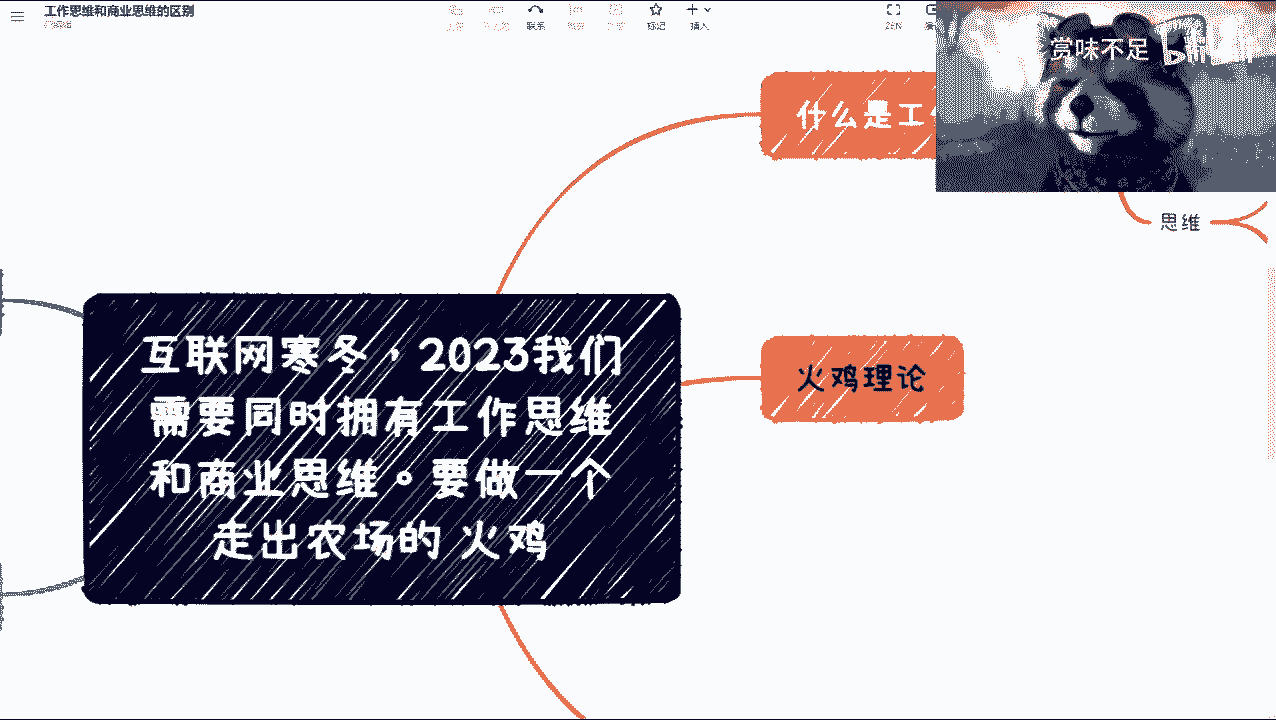 工作思维和商业思维的区别
联系
标记
插入
ZEN
赏味不足
bilibili
什么是工
思维
火鸡理论
互联网寒冬，2023我们
需要同时拥有工作思维
和商业思维。要做一个
走出农场的 火鸡